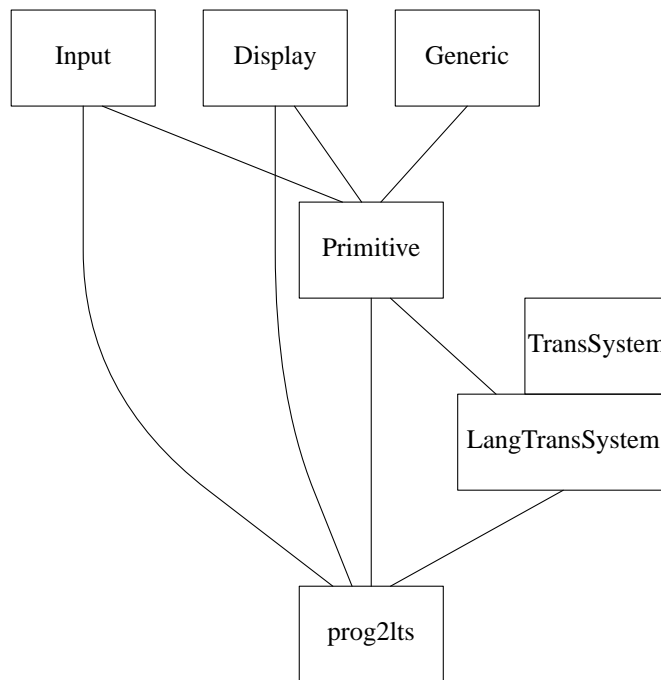 Input
Display
Generic
Primitive
TransSystem
LangTransSystem
prog2lts